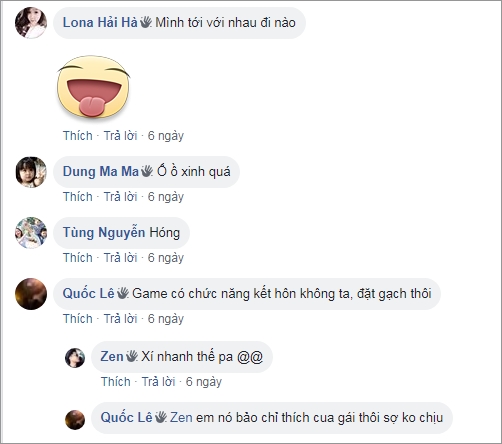 Lona Hải Hà Mình tới với nhau đi nào
Thích · Trả lời · 6 ngày
Dung Ma Ma Ố ồ xinh quá
Thích · Trả lời · 6 ngày
Tùng Nguyễn Hóng
Thích · Trả lời · 6 ngày
Quốc Lê Game có chức năng kết hôn không ta, đặt gạch thôi
Thích · Trả lời · 6 ngày
Zen Xí nhanh thế pa @@
Thích · Trả lời · 6 ngày
Quốc Lê Zen em nó bảo chỉ thích cua gái thôi sợ ko chịu